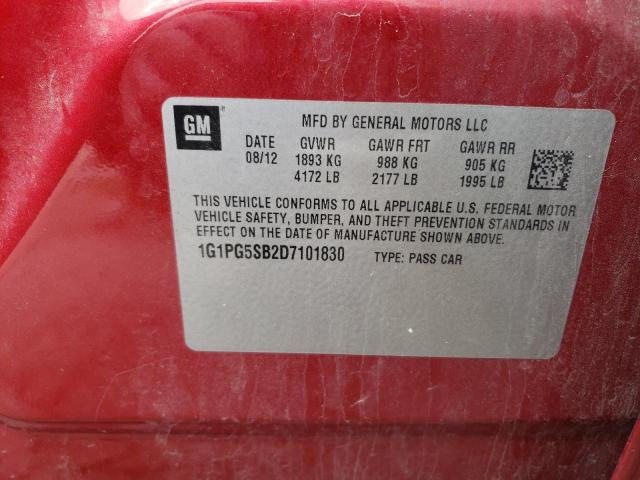 GM ®
MFD BY GENERAL MOTORS LLC
DATE GVWR GAWR FRT GAWR RR
08/12 1893 KG 988 KG 905 KG
4172 LB 2177 LB 1995 LB
THIS VEHICLE CONFORMS TO ALL APPLICABLE U.S. FEDERAL MOTOR
VEHICLE SAFETY, BUMPER, AND THEFT PREVENTION STANDARDS IN
EFFECT ON THE DATE OF MANUFACTURE SHOWN ABOVE.
1G1PG5SB2D7101830 TYPE: PASS CAR